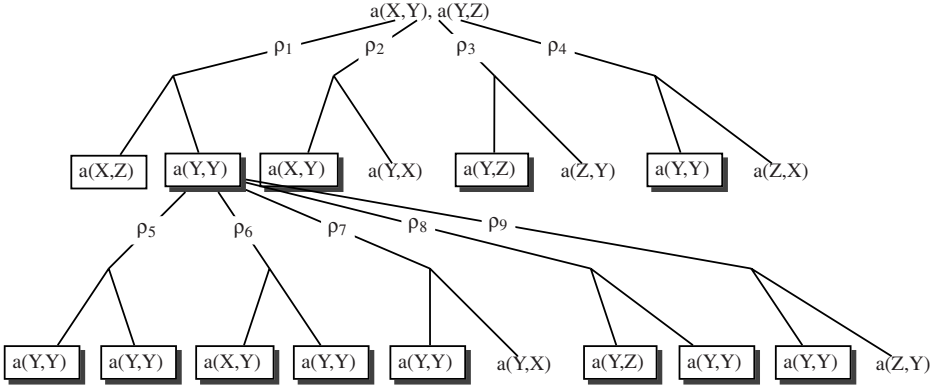 a(X,Y), a(Y,Z)
ρ1 ρ2 ρ3 ρ4
a(X,Z) a(Y,Y) a(X,Y) a(Y,X) a(Y,Z) a(Z,Y) a(Y,Y) a(Z,X)
ρ5 ρ6 ρ7 ρ8 ρ9
a(Y,Y) a(Y,Y) a(X,Y) a(Y,Y) a(Y,Y) a(Y,X) a(Y,Z) a(Y,Y) a(Y,Y) a(Z,Y)